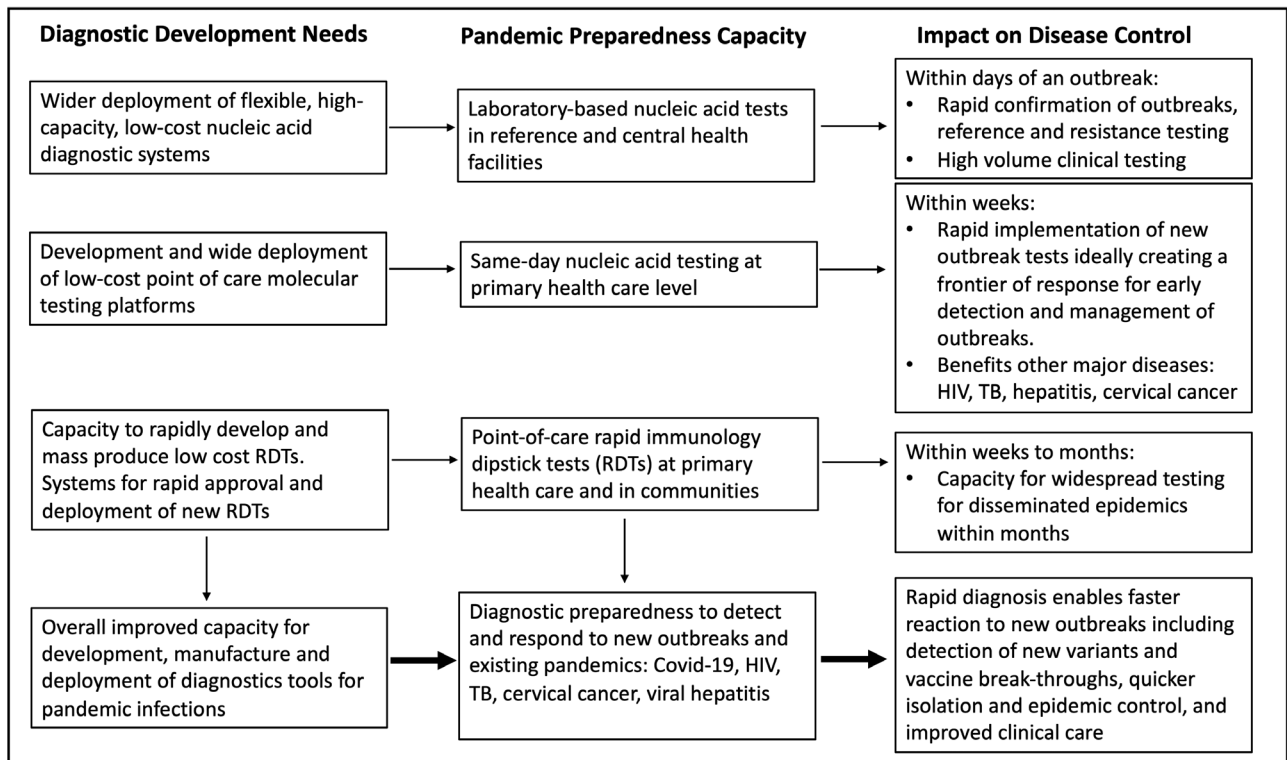 Diagnostic Development Needs
Pandemic Preparedness Capacity
Impact on Disease Control
Wider deployment of flexible, high-
capacity, low-cost nucleic acid
diagnostic systems
Laboratory-based nucleic acid tests
in reference and central health
facilities
Within days of an outbreak:
• Rapid confirmation of outbreaks,
reference and resistance testing
• High volume clinical testing
Development and wide deployment
of low-cost point of care molecular
testing platforms
Same-day nucleic acid testing at
primary health care level
Within weeks:
• Rapid implementation of new
outbreak tests ideally creating a
frontier of response for early
detection and management of
outbreaks.
• Benefits other major diseases:
HIV, TB, hepatitis, cervical cancer
Capacity to rapidly develop and
mass produce low cost RDTs.
Systems for rapid approval and
deployment of new RDTs
Point-of-care rapid immunology
dipstick tests (RDTs) at primary
health care and in communities
Within weeks to months:
• Capacity for widespread testing
for disseminated epidemics
within months
Overall improved capacity for
development, manufacture and
deployment of diagnostics tools for
pandemic infections
Diagnostic preparedness to detect
and respond to new outbreaks and
existing pandemics: Covid-19, HIV,
TB, cervical cancer, viral hepatitis
Rapid diagnosis enables faster
reaction to new outbreaks including
detection of new variants and
vaccine break-throughs, quicker
isolation and epidemic control, and
improved clinical care